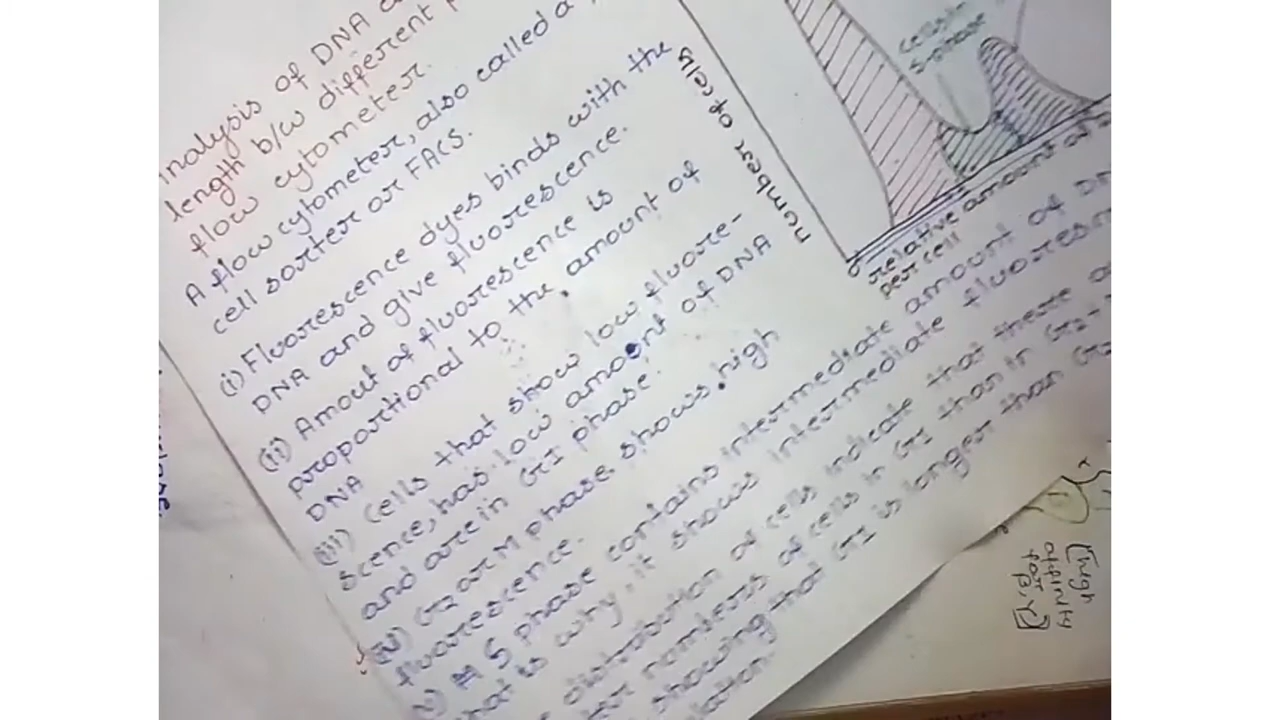 Analysis of DNA
length b/w different
flow cytometer.
A flow cytometer, also called a
cell sorter or FACS.
(i) Fluorescence dyes binds with the
DNA and give fluorescence.
(ii) Amout of fluorescence is
proportional to the amount of
DNA
(iii) Cells that show low fluore-
scence, has low amount of DNA
and are in G1 phase.
(iv) G2 or M phase shows high
fluorescence.
v) S phase contains intermediate amount of
that is why, it shows intermediate
distribution of cells indicate that there
numbers of cells in G1 than in G2+
showing that G1 is longer than G2
number of cells
cells in
S-phase
0
relative amount of
per cell
[high
affinity
for
β, γ]